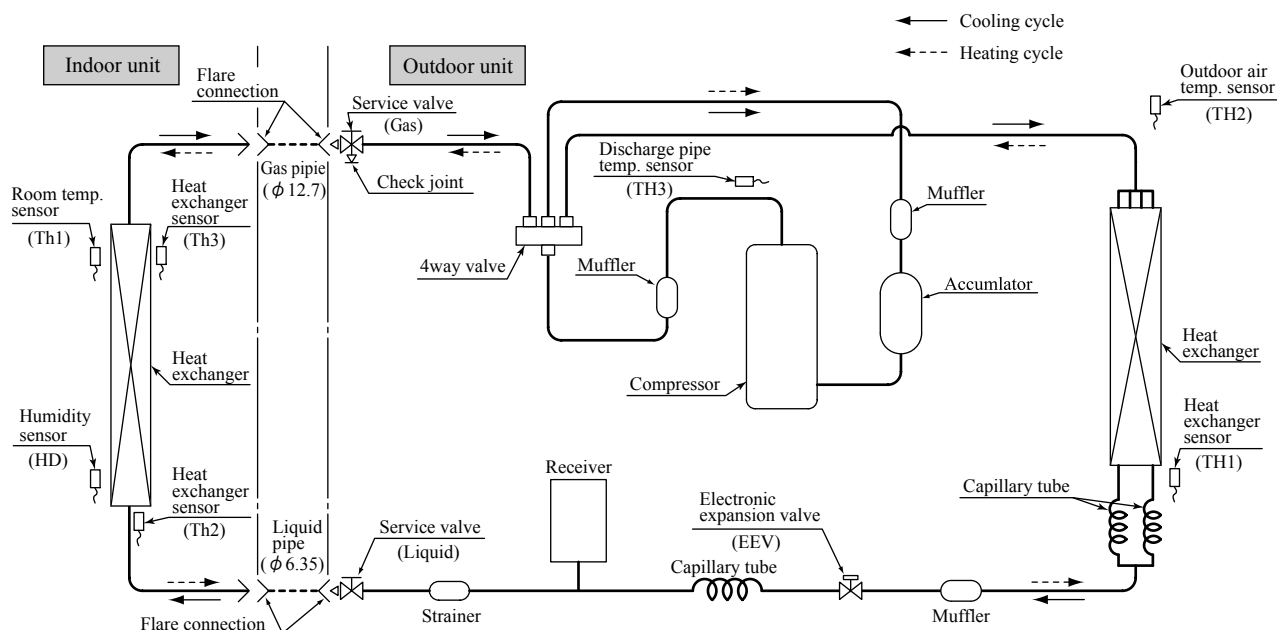 Cooling cycle
Heating cycle
Indoor unit
Outdoor unit
Flare
connection
Service valve
(Gas)
Outdoor air
temp. sensor
(TH2)
Gas pipie
(ϕ 12.7)
Check joint
Discharge pipe
temp. sensor
(TH3)
Room temp.
sensor
(Th1)
Heat
exchanger
sensor
(Th3)
Muffler
4way valve
Muffler
Accumlator
Heat
exchanger
Compressor
Heat
exchanger
Humidity
sensor
(HD)
Heat
exchanger
sensor
(TH1)
Heat
exchanger
sensor
(Th2)
Receiver
Capillary tube
Electronic
expansion valve
(EEV)
Liquid
pipe
(ϕ 6.35)
Service valve
(Liquid)
Capillary tube
Strainer
Muffler
Flare connection